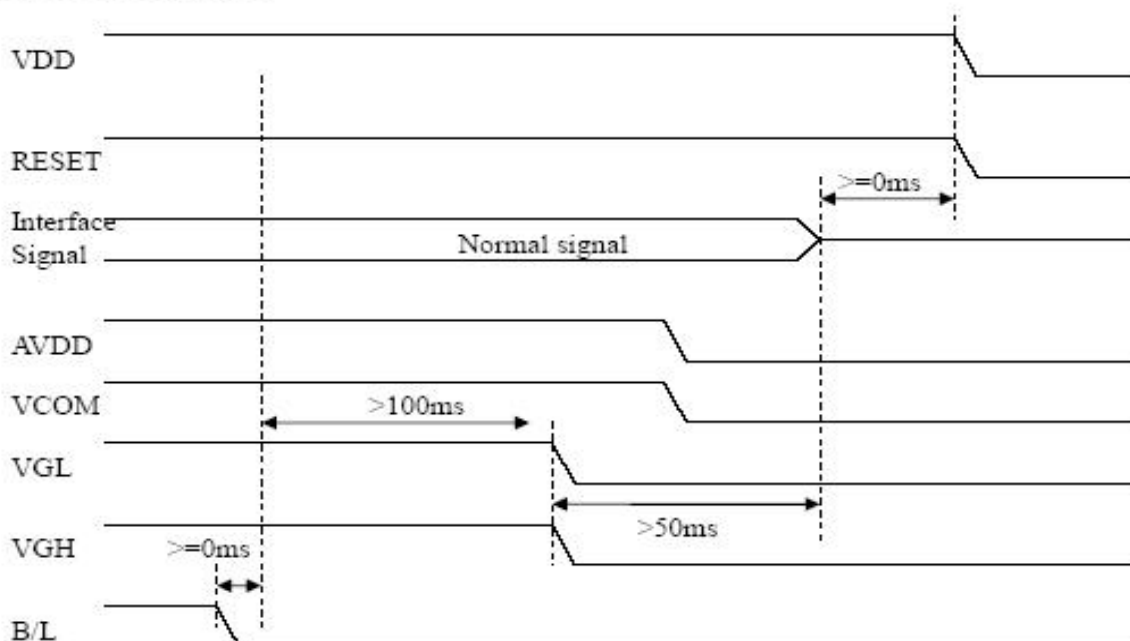 VDD
RESET
>=0ms
Interface
Signal
Normal signal
AVDD
VCOM
>100ms
VGL
>50ms
VGH
>=0ms
B/L